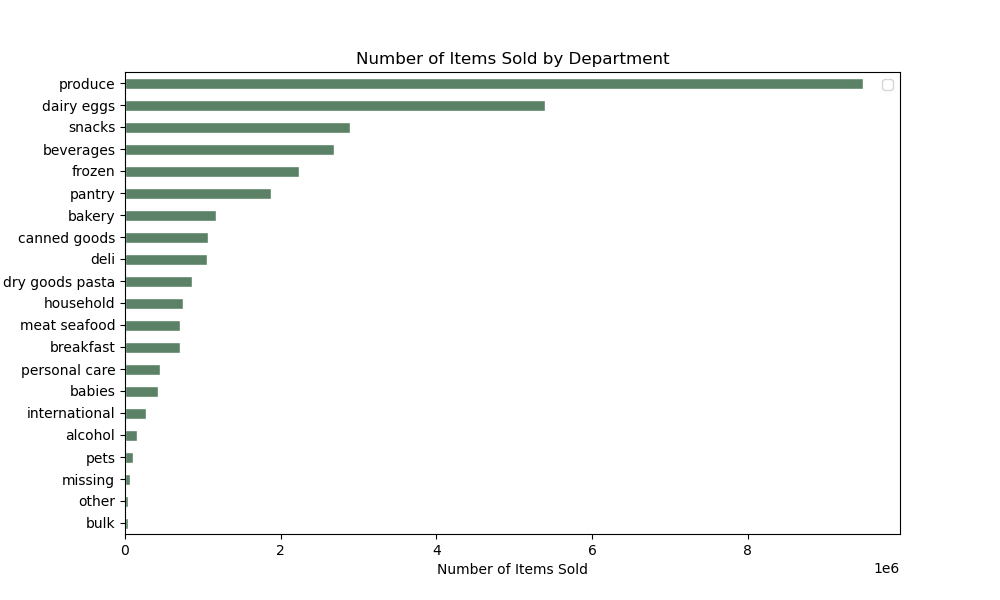 Number of Items Sold by Department
produce
dairy eggs
snacks
beverages
frozen
pantry
bakery
canned goods
deli
dry goods pasta
household
meat seafood
breakfast
personal care
babies
international
alcohol
pets
missing
other
bulk
0 2 4 6 8
1e6
Number of Items Sold